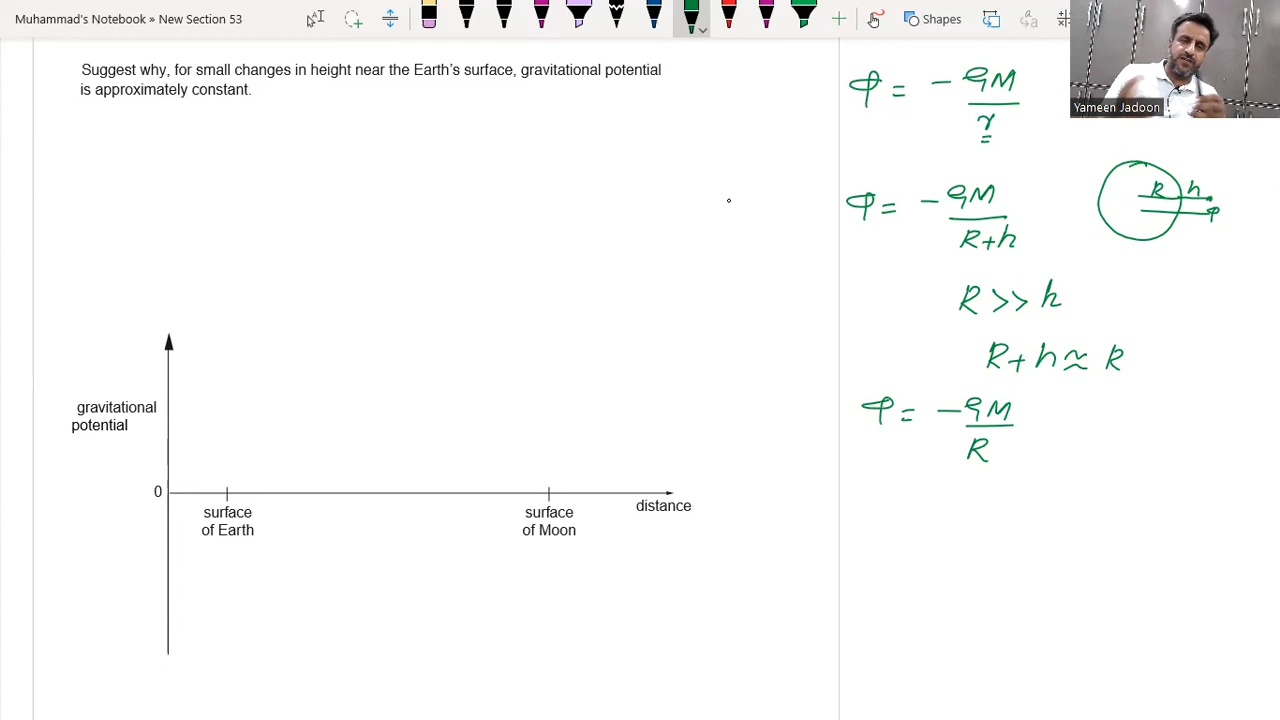 Muhammad's Notebook » New Section 53
Shapes
Yameen Jadoon
Suggest why, for small changes in height near the Earth's surface, gravitational potential
is approximately constant.
φ = - GM
r
φ = - GM
R+h
R h
P
R >> h
R + h ≈ R
φ = - GM
R
gravitational
potential
0
distance
surface
of Earth
surface
of Moon